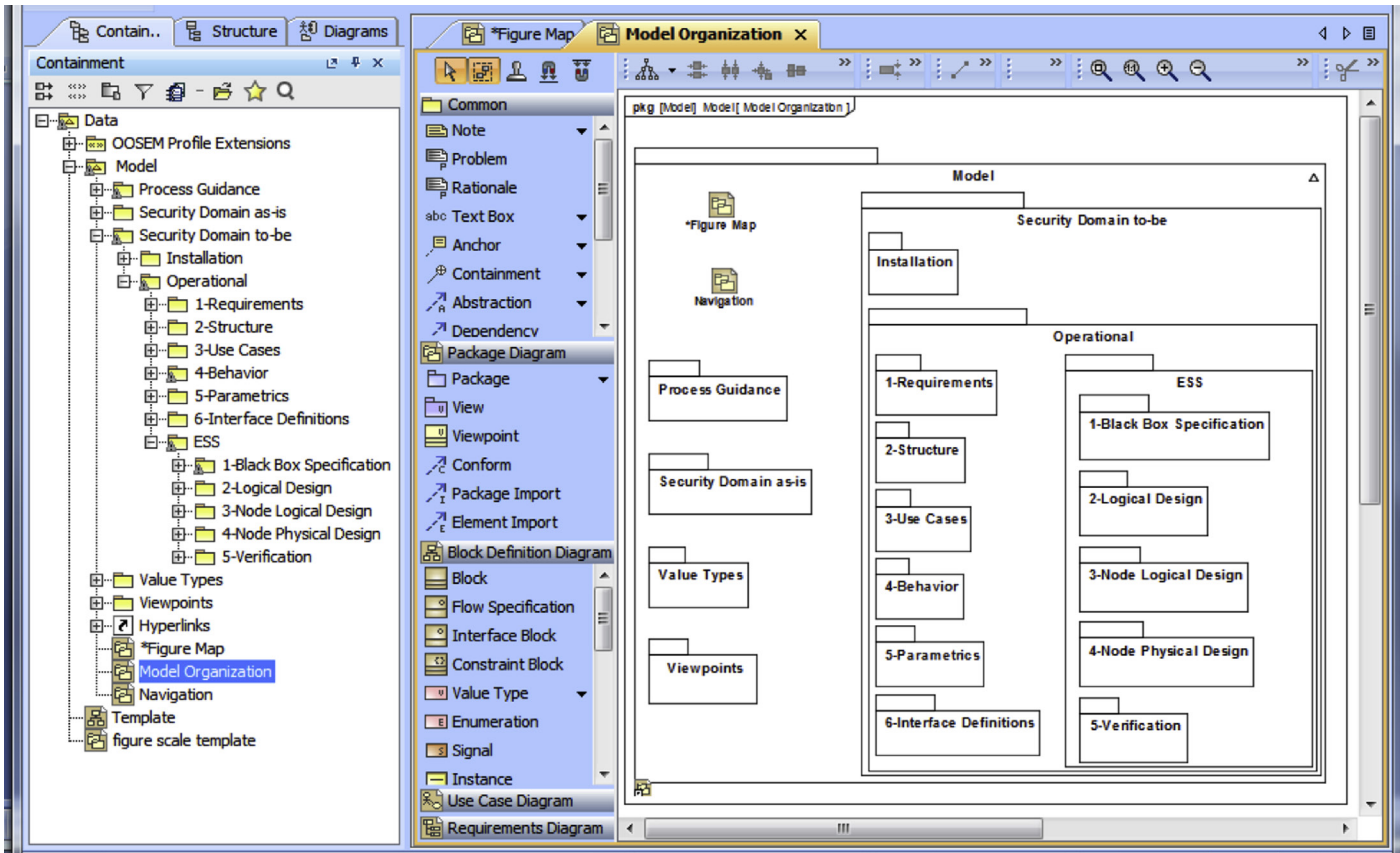 Contain..
Structure
Diagrams
Containment
Data
OOSEM Profile Extensions
Model
Process Guidance
Security Domain as-is
Security Domain to-be
Installation
Operational
1-Requirements
2-Structure
3-Use Cases
4-Behavior
5-Parametrics
6-Interface Definitions
ESS
1-Black Box Specification
2-Logical Design
3-Node Logical Design
4-Node Physical Design
5-Verification
Value Types
Viewpoints
Hyperlinks
*Figure Map
Model Organization
Navigation
Template
figure scale template
*Figure Map
Model Organization
Common
Note
Problem
Rationale
abc Text Box
Anchor
Containment
Abstraction
Dependency
Package Diagram
Package
View
Viewpoint
Conform
Package Import
Element Import
Block Definition Diagram
Block
Flow Specification
Interface Block
Constraint Block
Value Type
Enumeration
Signal
Instance
Use Case Diagram
Requirements Diagram
pkg [Model] Model[ Model Organization ]
Model
*Figure Map
Navigation
Process Guidance
Security Domain as-is
Value Types
Viewpoints
Security Domain to-be
Installation
Operational
1-Requirements
2-Structure
3-Use Cases
4-Behavior
5-Parametrics
6-Interface Definitions
ESS
1-Black Box Specification
2-Logical Design
3-Node Logical Design
4-Node Physical Design
5-Verification